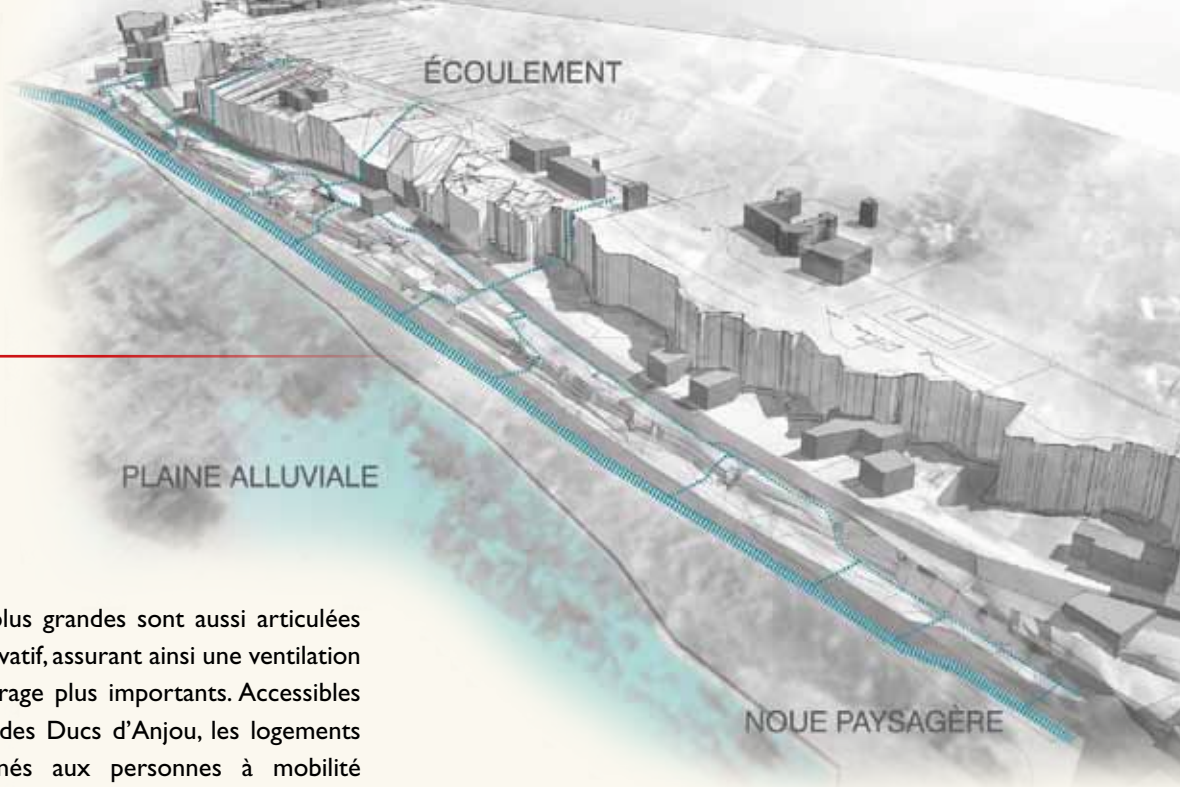 ÉCOULEMENT
PLAINE ALLUVIALE
plus grandes sont aussi articulées
vatif, assurant ainsi une ventilation
rage plus importants. Accessibles
des Ducs d’Anjou, les logements
nés aux personnes à mobilité
NOUE PAYSAGÈRE